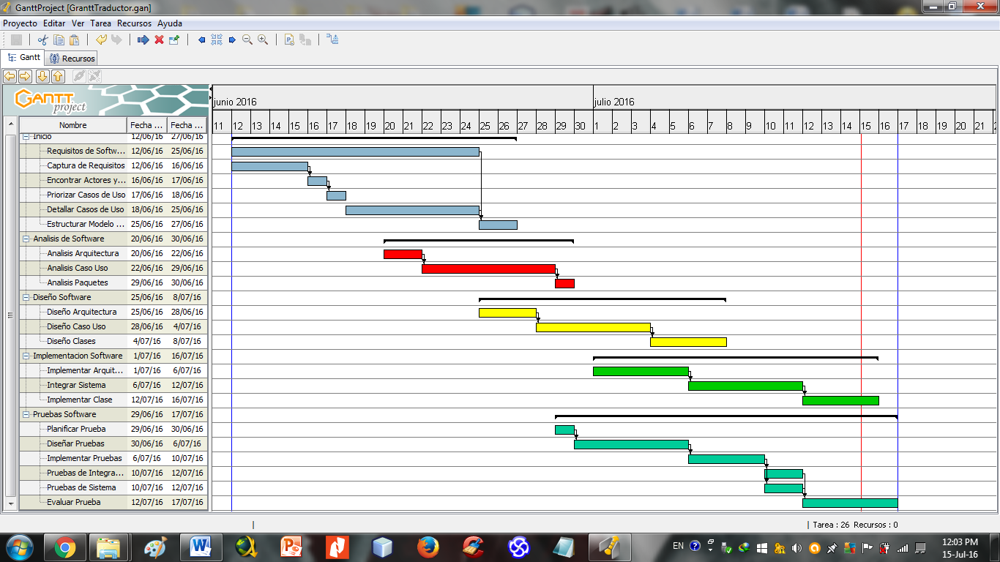 GanttProject [GranttTraductor.gan]
Proyecto Editar Ver Tarea Recursos Ayuda
Gantt Recursos
GANTT project
junio 2016 julio 2016
Nombre Fecha ... Fecha ...
11 12 13 14 15 16 17 18 19 20 21 22 23 24 25 26 27 28 29 30 1 2 3 4 5 6 7 8 9 10 11 12 13 14 15 16 17 18 19 20 21
Inicio 12/06/16 27/06/16
Requisitos de Softw... 12/06/16 25/06/16
Captura de Requisitos 12/06/16 16/06/16
Encontrar Actores y... 16/06/16 17/06/16
Priorizar Casos de Uso 17/06/16 18/06/16
Detallar Casos de Uso 18/06/16 25/06/16
Estructurar Modelo ... 25/06/16 27/06/16
Analisis de Software 20/06/16 30/06/16
Analisis Arquitectura 20/06/16 22/06/16
Analisis Caso Uso 22/06/16 29/06/16
Analisis Paquetes 29/06/16 30/06/16
Diseño Software 25/06/16 8/07/16
Diseño Arquitectura 25/06/16 28/06/16
Diseño Caso Uso 28/06/16 4/07/16
Diseño Clases 4/07/16 8/07/16
Implementacion Software 1/07/16 16/07/16
Implementar Arquit... 1/07/16 6/07/16
Integrar Sistema 6/07/16 12/07/16
Implementar Clase 12/07/16 16/07/16
Pruebas Software 29/06/16 17/07/16
Planificar Prueba 29/06/16 30/06/16
Diseñar Pruebas 30/06/16 6/07/16
Implementar Pruebas 6/07/16 10/07/16
Pruebas de Integra... 10/07/16 12/07/16
Pruebas de Sistema 10/07/16 12/07/16
Evaluar Prueba 12/07/16 17/07/16
Tarea : 26 Recursos : 0
EN
12:03 PM
15-Jul-16